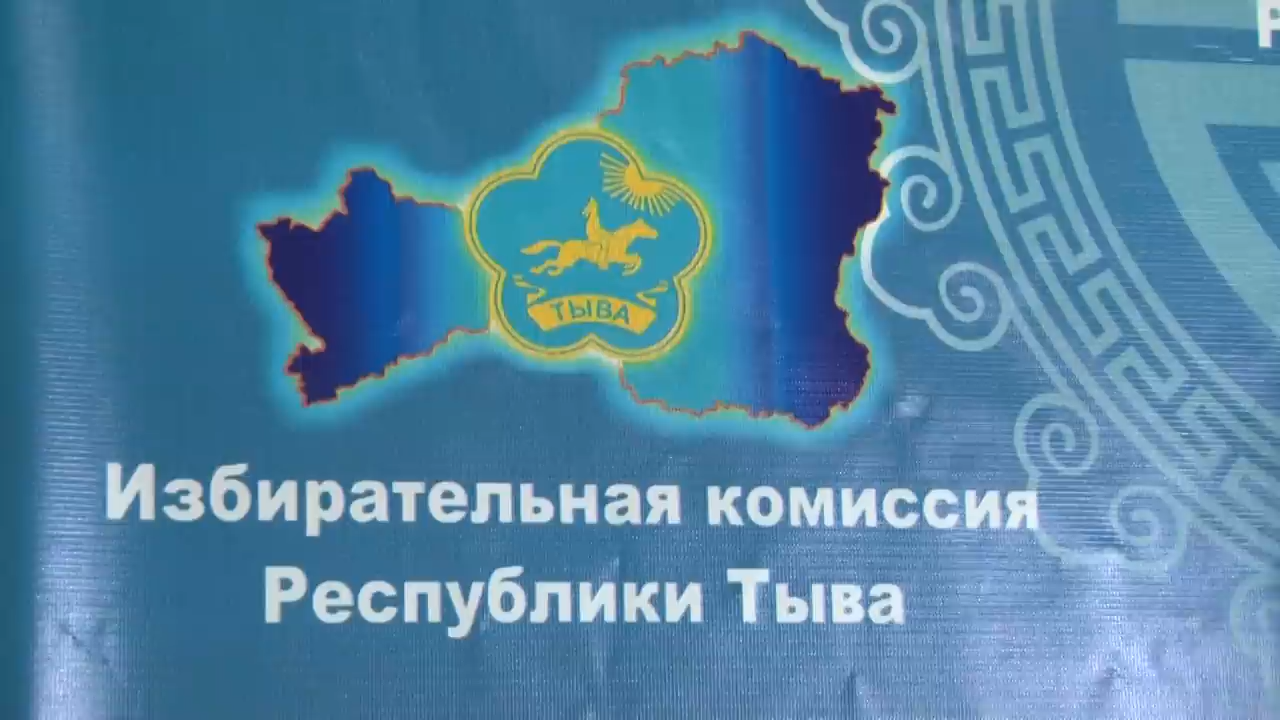 ТЫВА
Избирательная комиссия
Республики Тыва